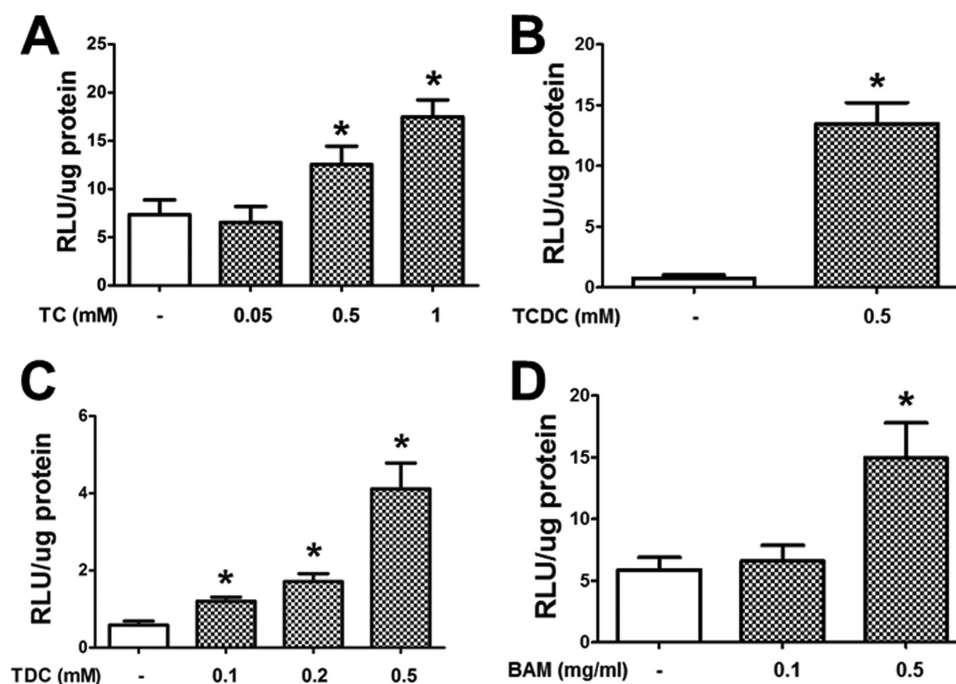 A
RLU/ug protein
25
20
15
10
5
0
*
*
TC (mM) - 0.05 0.5 1
B
RLU/ug protein
20
15
10
5
0
*
TCDC (mM) - 0.5
C
RLU/ug protein
6
4
2
0
*
*
*
TDC (mM) - 0.1 0.2 0.5
D
RLU/ug protein
20
15
10
5
0
*
BAM (mg/ml) - 0.1 0.5